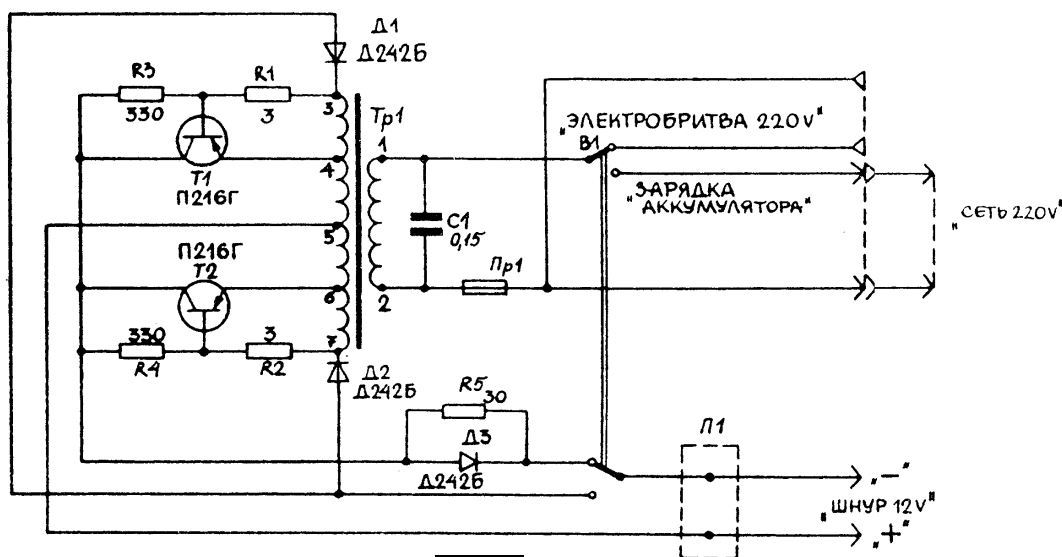 Д1
Д242Б
R3
330
R1
3
3
Тр1
1
"ЭЛЕКТРОБРИТВА 220V"
В1
Т1
П216Г
4
"ЗАРЯДКА
АККУМУЛЯТОРА"
С1
0,15
"СЕТЬ 220V"
5
П216Г
Т2
Пр1
6
2
330
R4
3
R2
7
Д2
Д242Б
R5
30
Д3
Д242Б
П1
"–"
"ШНУР 12V"
"+"